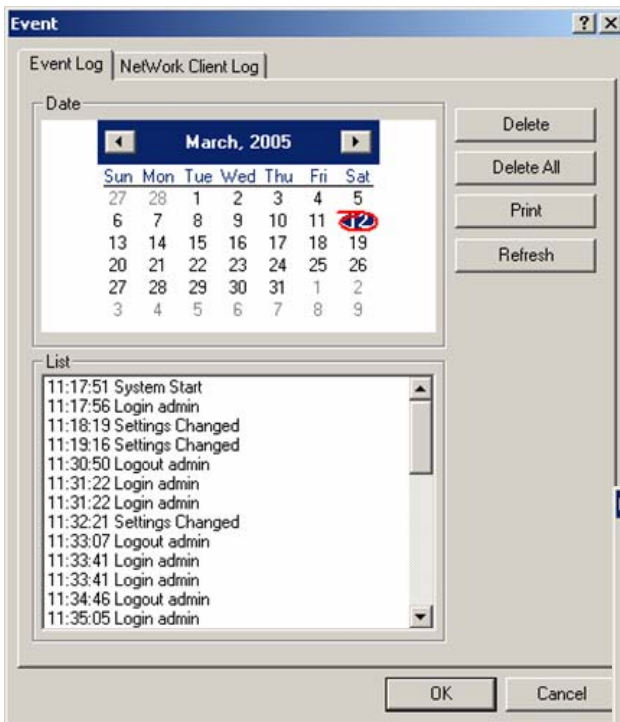 Event
Event Log NetWork Client Log
Date
March, 2005
Sun Mon Tue Wed Thu Fri Sat
27 28 1 2 3 4 5
6 7 8 9 10 11 12
13 14 15 16 17 18 19
20 21 22 23 24 25 26
27 28 29 30 31 1 2
3 4 5 6 7 8 9
Delete
Delete All
Print
Refresh
List
11:17:51 System Start
11:17:56 Login admin
11:18:19 Settings Changed
11:19:16 Settings Changed
11:30:50 Logout admin
11:31:22 Login admin
11:31:22 Login admin
11:32:21 Settings Changed
11:33:07 Logout admin
11:33:41 Login admin
11:33:41 Login admin
11:34:46 Logout admin
11:35:05 Login admin
OK Cancel